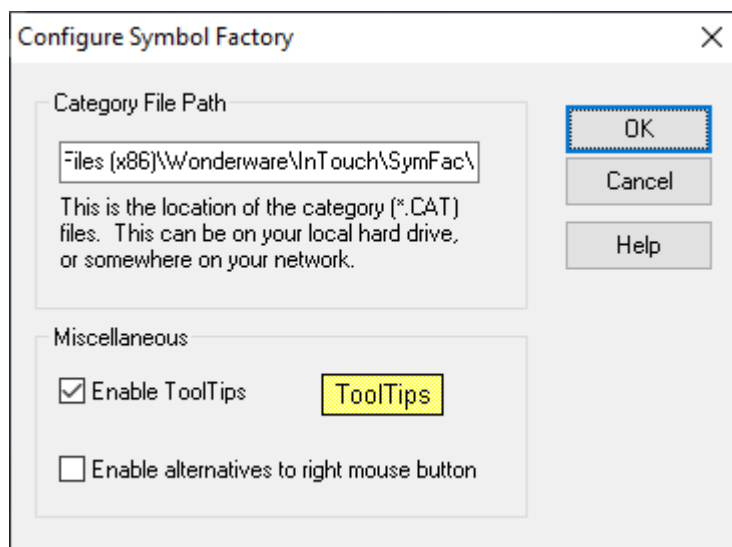 Configure Symbol Factory
Category File Path
Files (x86)\Wonderware\InTouch\SymFac\
This is the location of the category (*.CAT)
files. This can be on your local hard drive,
or somewhere on your network.
OK
Cancel
Help
Miscellaneous
Enable ToolTips
ToolTips
Enable alternatives to right mouse button